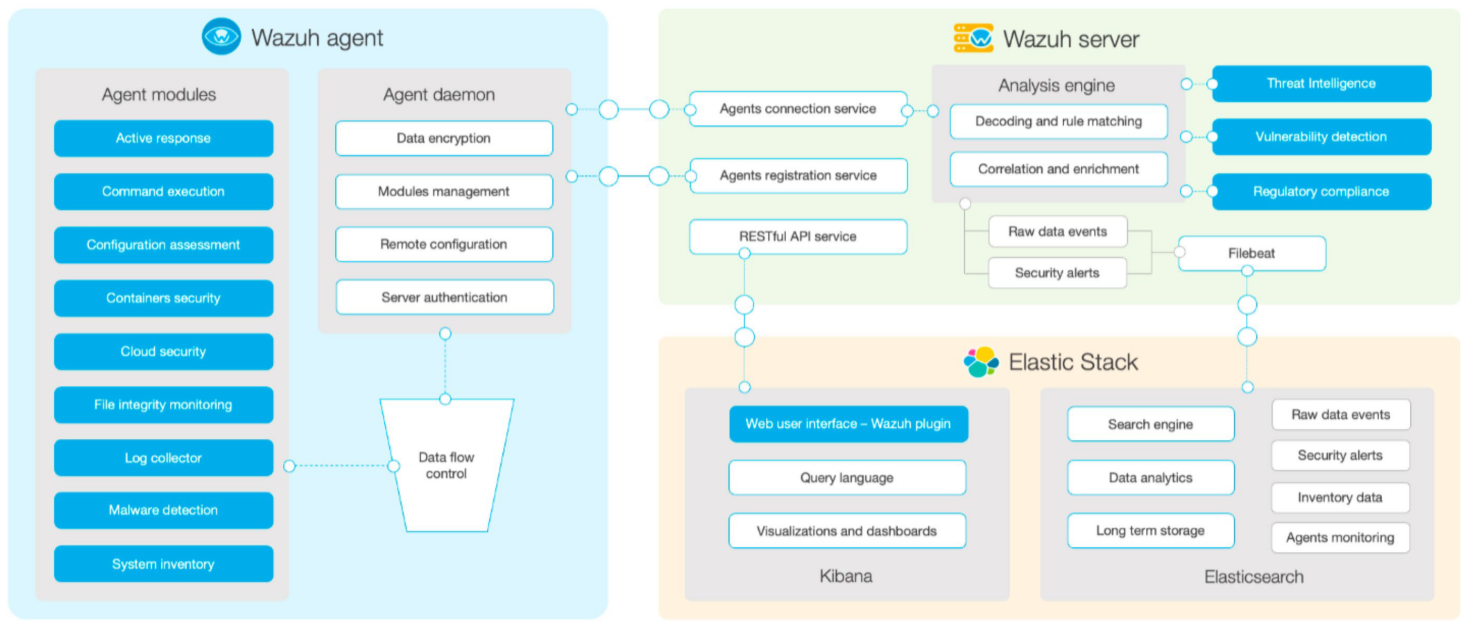 Wazuh agent
Agent modules
Active response
Command execution
Configuration assessment
Containers security
Cloud security
File integrity monitoring
Log collector
Malware detection
System inventory
Agent daemon
Data encryption
Modules management
Remote configuration
Server authentication
Data flow
control
Wazuh server
Agents connection service
Agents registration service
RESTful API service
Analysis engine
Decoding and rule matching
Correlation and enrichment
Threat Intelligence
Vulnerability detection
Regulatory compliance
Raw data events
Security alerts
Filebeat
Elastic Stack
Web user interface – Wazuh plugin
Query language
Visualizations and dashboards
Kibana
Search engine
Data analytics
Long term storage
Raw data events
Security alerts
Inventory data
Agents monitoring
Elasticsearch